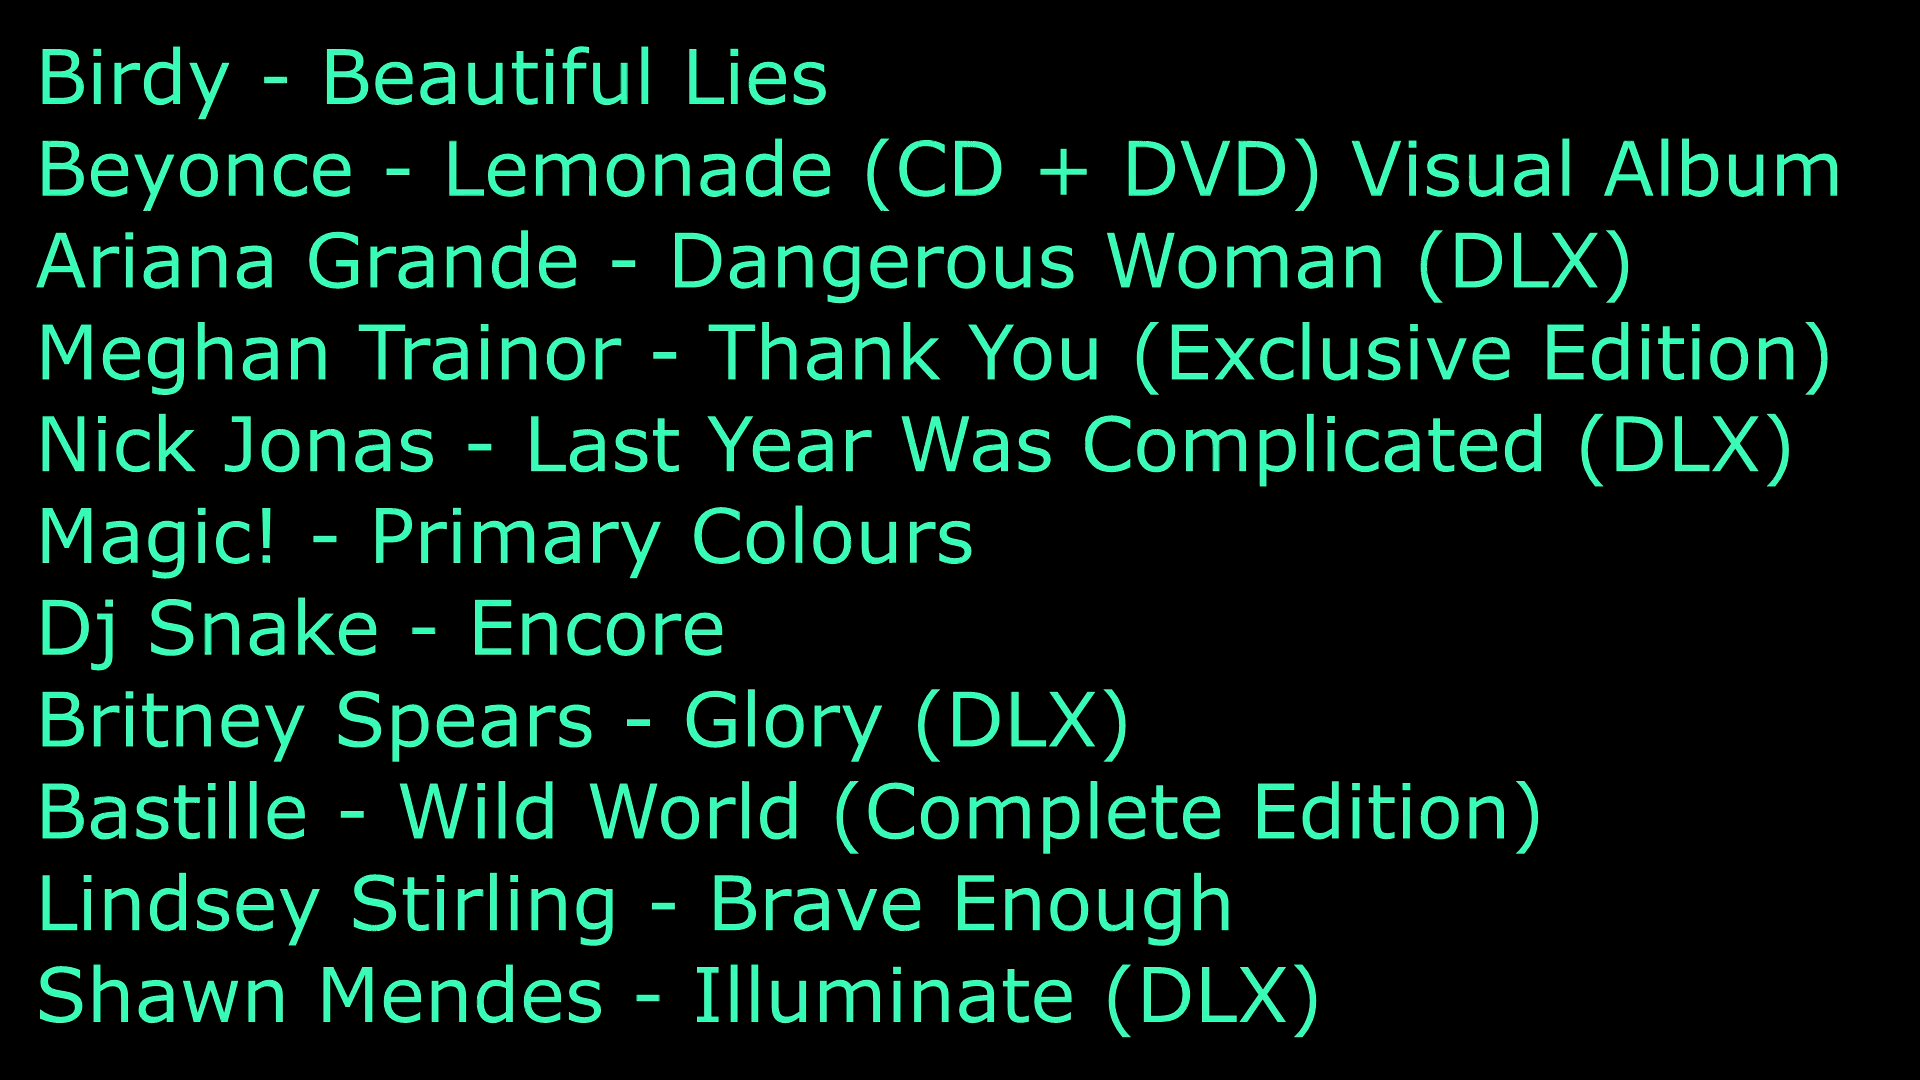 Birdy - Beautiful Lies
Beyonce - Lemonade (CD + DVD) Visual Album
Ariana Grande - Dangerous Woman (DLX)
Meghan Trainor - Thank You (Exclusive Edition)
Nick Jonas - Last Year Was Complicated (DLX)
Magic! - Primary Colours
Dj Snake - Encore
Britney Spears - Glory (DLX)
Bastille - Wild World (Complete Edition)
Lindsey Stirling - Brave Enough
Shawn Mendes - Illuminate (DLX)